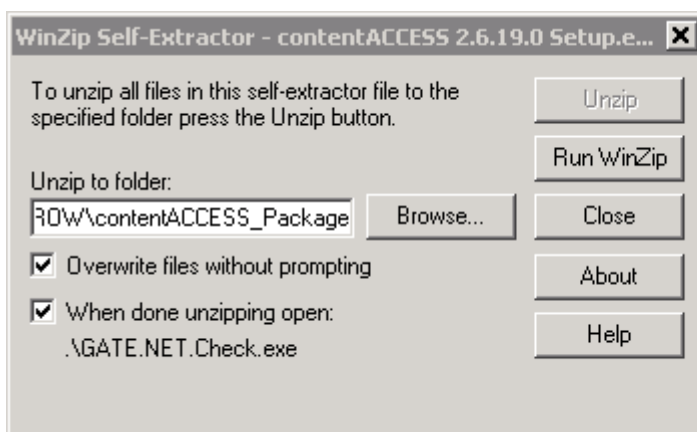 WinZip Self-Extractor - contentACCESS 2.6.19.0 Setup.e...
To unzip all files in this self-extractor file to the
specified folder press the Unzip button.
Unzip
Run WinZip
Unzip to folder:
ROW\contentACCESS_Package
Browse...
Close
Overwrite files without prompting
About
When done unzipping open:
.\GATE.NET.Check.exe
Help